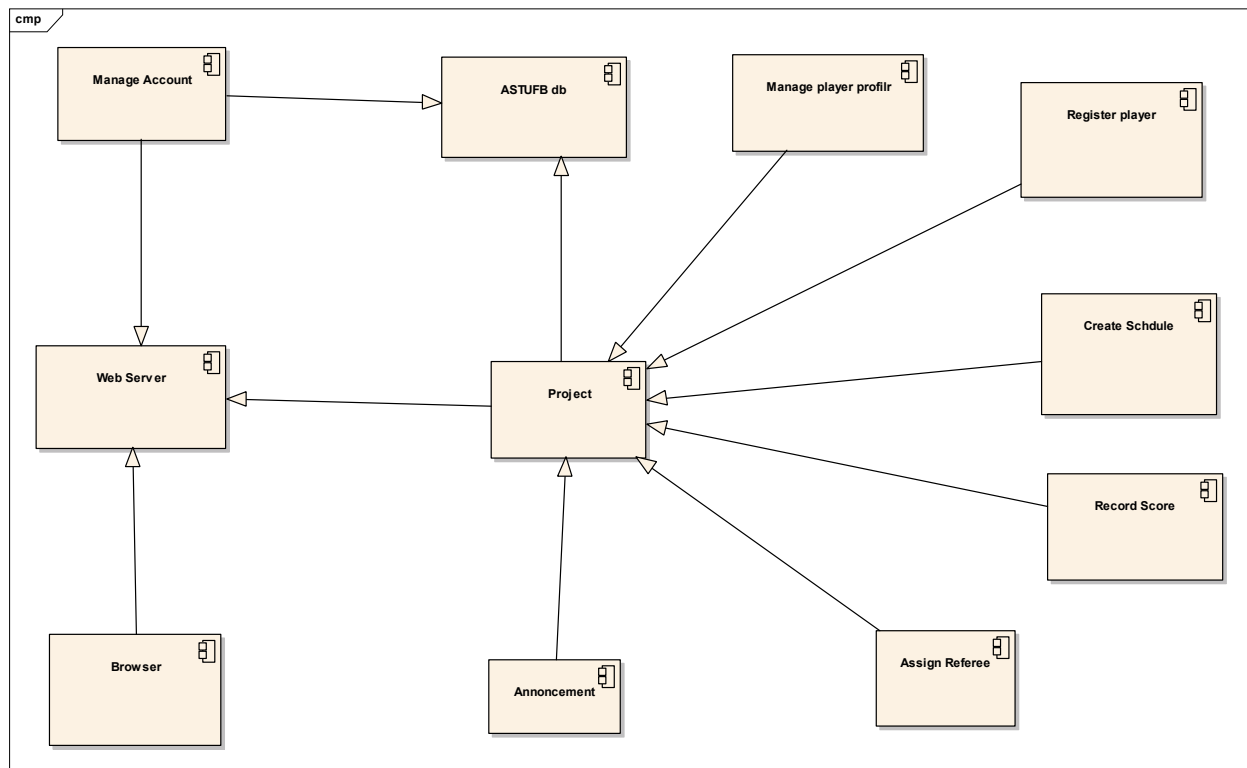 cmp
Manage Account
ASTUFB db
Manage player profilr
Register player
Create Schdule
Web Server
Project
Record Score
Browser
Annoncement
Assign Referee